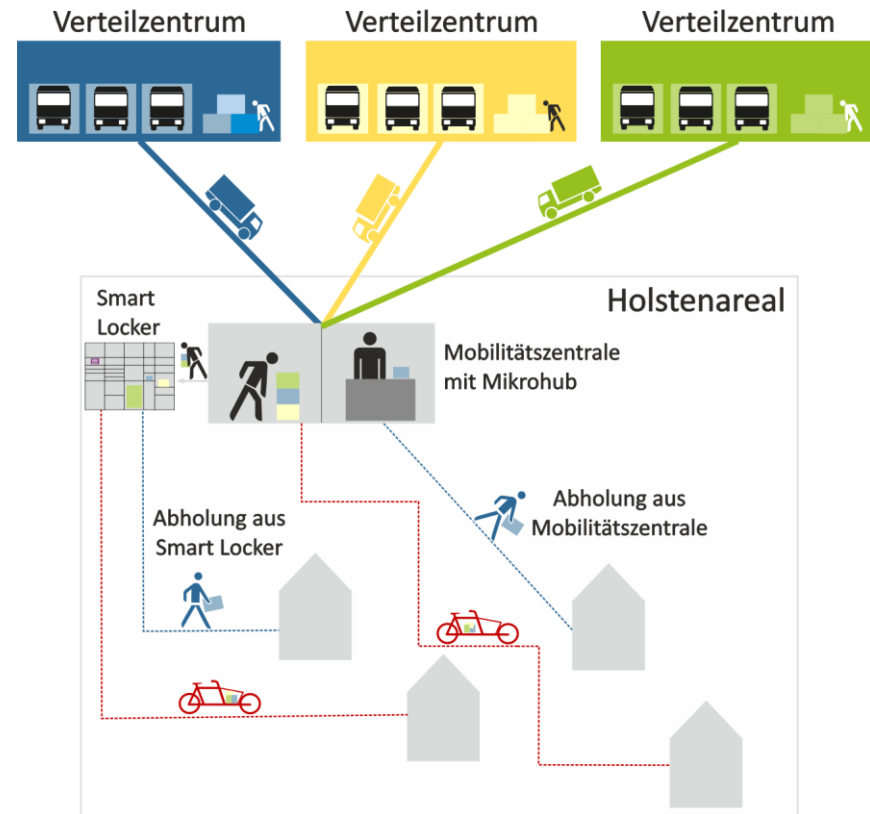 Verteilzentrum
Verteilzentrum
Verteilzentrum
Holstenareal
Smart
Locker
Mobilitätszentrale
mit Mikrohub
Abholung aus
Mobilitätszentrale
Abholung aus
Smart Locker